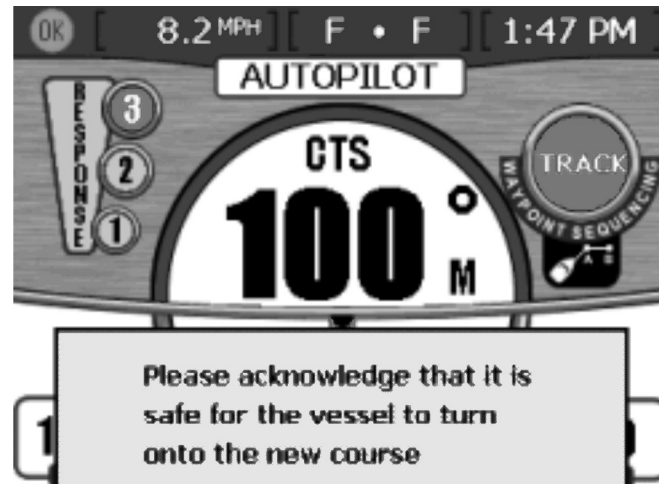 OK 8.2 MPH F • F 1:47 PM
AUTOPILOT
RESPONSE
3
2
1
CTS
100°
M
TRACK
WAYPOINT SEQUENCING
A B
Please acknowledge that it is
safe for the vessel to turn
onto the new course